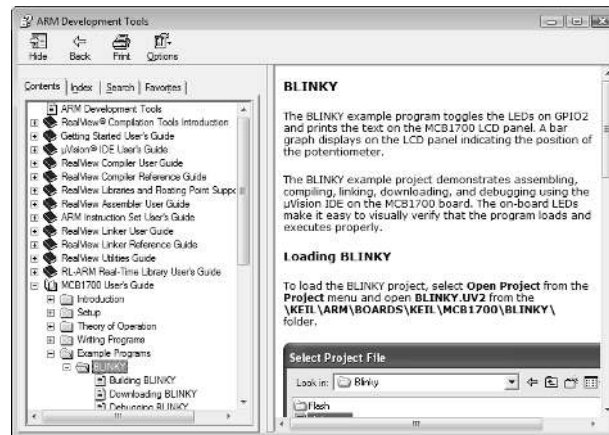 ARM Development Tools
Hide Back Print Options
Contents Index Search Favorites
ARM Development Tools
RealView® Compilation Tools Introduction
Getting Started User's Guide
µVision® IDE User's Guide
RealView Compiler User Guide
RealView Compiler Reference Guide
RealView Libraries and Floating Point Suppo
RealView Assembler User Guide
ARM Instruction Set User's Guide
RealView Linker User Guide
RealView Linker Reference Guide
RealView Utilities Guide
RL-ARM Real-Time Library User's Guide
MCB1700 User's Guide
Introduction
Setup
Theory of Operation
Writing Programs
Example Programs
BLINKY
Building BLINKY
Downloading BLINKY
Debugging BLINKY
BLINKY
The BLINKY example program toggles the LEDs on GPIO2
and prints the text on the MCB1700 LCD panel. A bar
graph displays on the LCD panel indicating the position of
the potentiometer.
The BLINKY example project demonstrates assembling,
compiling, linking, downloading, and debugging using the
µVision IDE on the MCB1700 board. The on-board LEDs
make it easy to visually verify that the program loads and
executes properly.
Loading BLINKY
To load the BLINKY project, select Open Project from the
Project menu and open BLINKY.UV2 from the
\KEIL\ARM\BOARDS\KEIL\MCB1700\BLINKY\
folder.
Select Project File
Look in: Blinky
Flash